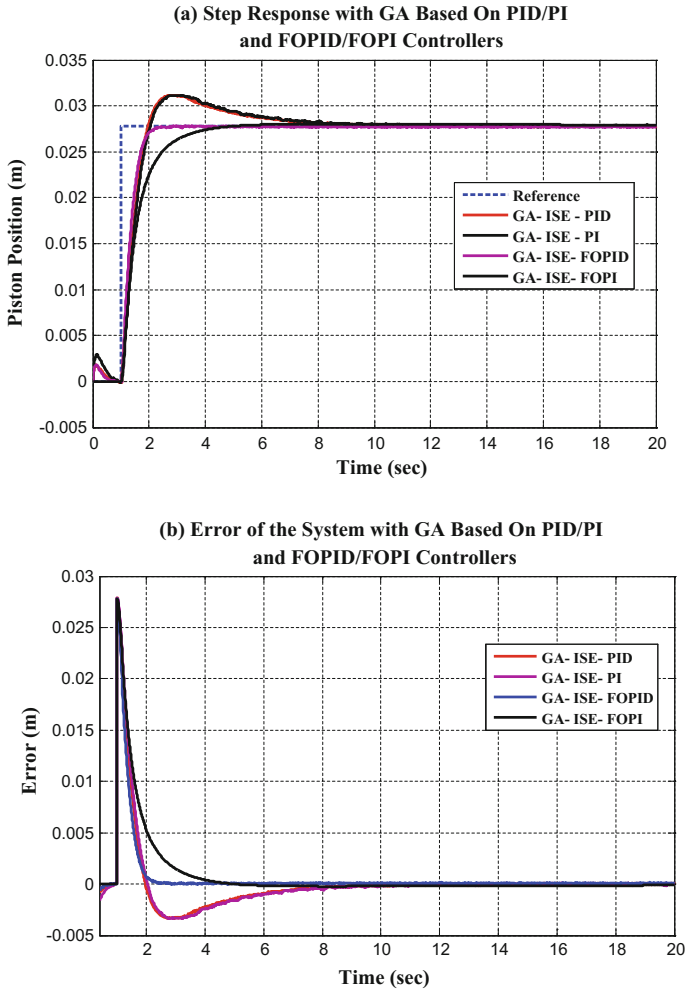 (a) Step Response with GA Based On PID/PI
and FOPID/FOPI Controllers
0.04
0.035
0.03
0.025
0.02
0.015
0.01
0.005
0
-0.005
Piston Position (m)
Reference
GA- ISE - PID
GA- ISE - PI
GA-ISE-FOPID
GA-ISE- FOPI
0 2 4 6 8 10 12 14 16 18 20
Time (sec)
(b) Error of the System with GA Based On PID/PI
and FOPID/FOPI Controllers
0.03
0.025
0.02
0.015
0.01
0.005
0
-0.005
Error (m)
GA- ISE- PID
GA- ISE- PI
GA- ISE-FOPID
GA- ISE- FOPI
2 4 6 8 10 12 14 16 18 20
Time (sec)